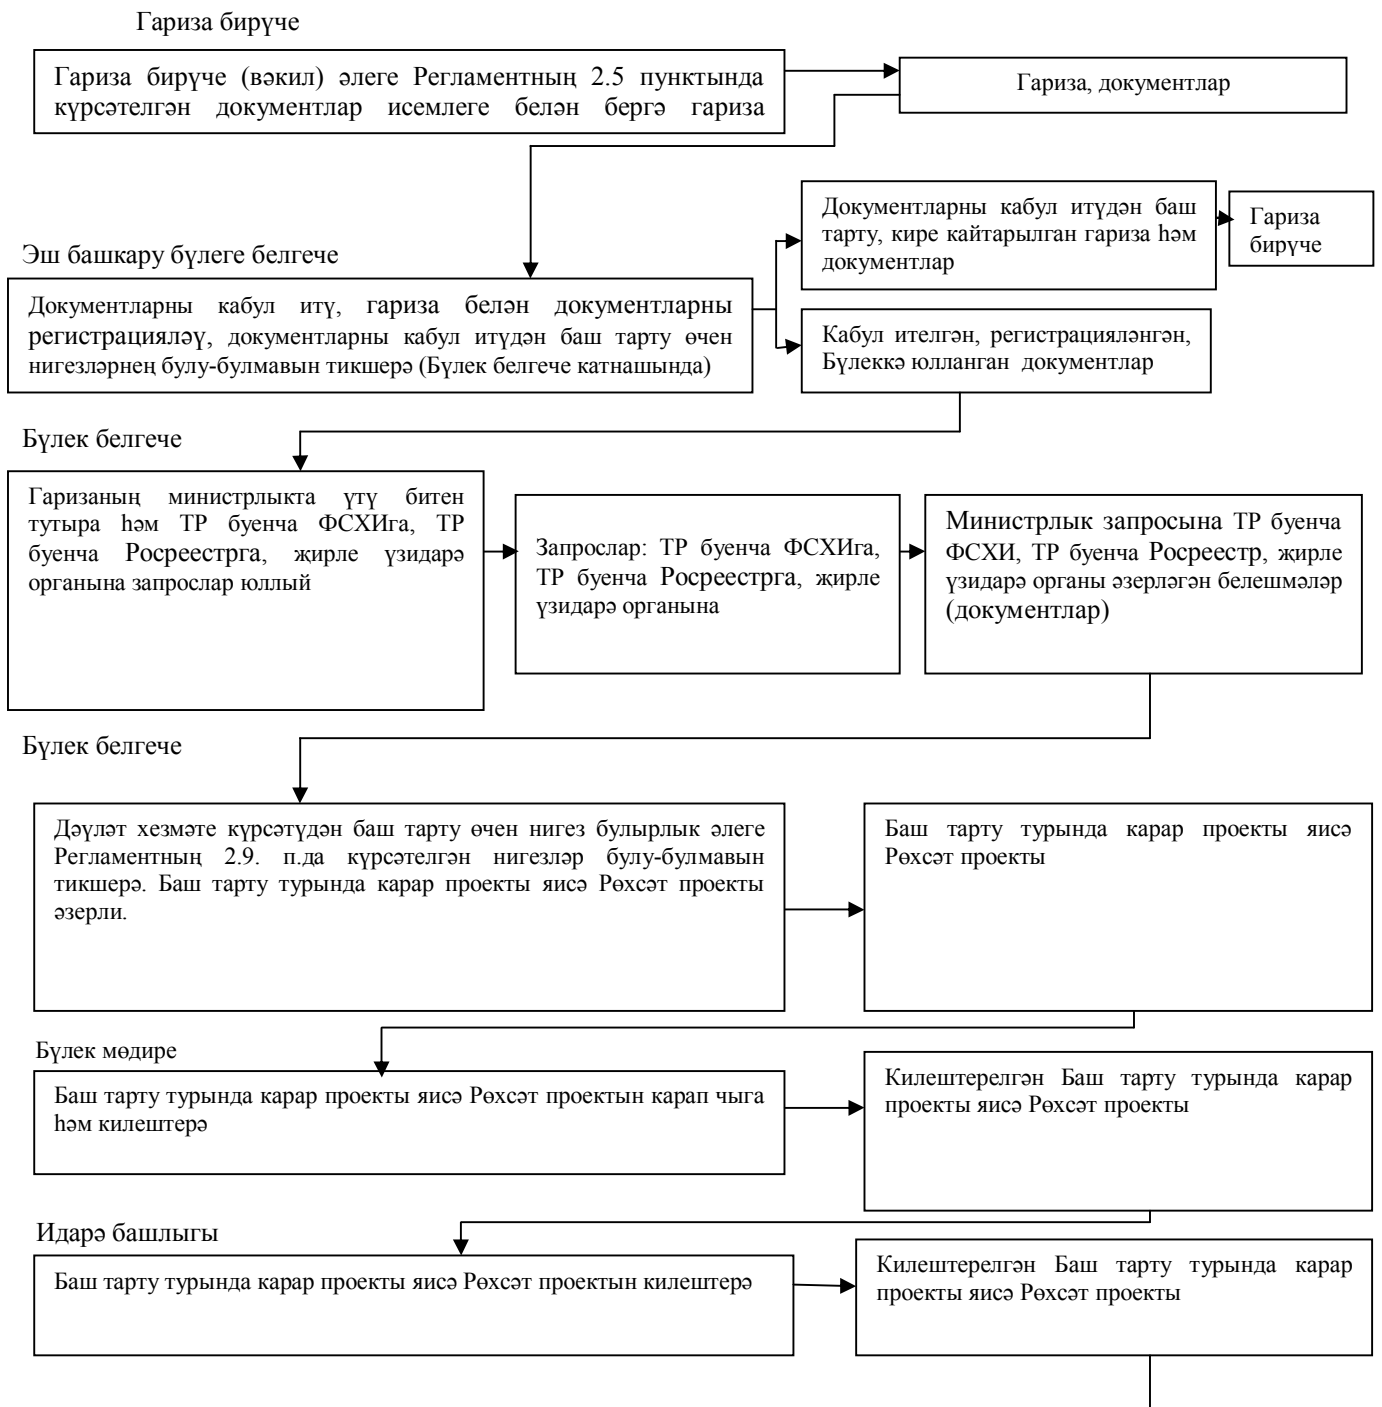 Гариза бирүче
Гариза бирүче (вәкил) әлеге Регламентның 2.5 пунктында
күрсәтелгән документлар исемлеге белән бергә гариза
Гариза, документлар
Документларны кабул итүдән баш
тарту, кире кайтарылган гариза һәм
документлар
Гариза
бирүче
Эш башкару бүлеге белгече
Документларны кабул итү, гариза белән документларны
регистрацияләү, документларны кабул итүдән баш тарту өчен
нигезләрнең булу-булмавын тикшерә (Бүлек белгече катнашында)
Кабул ителгән, регистрацияләнгән,
Бүлеккә юлланган документлар
Бүлек белгече
Гаризаның министрлыкта үтү битен
тутыра һәм ТР буенча ФСХИга, ТР
буенча Росреестрга, җирле үзидарә
органына запрослар юллый
Запрослар: ТР буенча ФСХИга,
ТР буенча Росреестрга, җирле
үзидарә органына
Министрлык запросына ТР буенча
ФСХИ, ТР буенча Росреестр, җирле
үзидарә органы әзерләгән белешмәләр
(документлар)
Бүлек белгече
Дәүләт хезмәте күрсәтүдән баш тарту өчен нигез булырлык әлеге
Регламентның 2.9. п.да күрсәтелгән нигезләр булу-булмавын
тикшерә. Баш тарту турында карар проекты яисә Рөхсәт проекты
әзерли.
Баш тарту турында карар проекты яисә
Рөхсәт проекты
Бүлек мөдире
Баш тарту турында карар проекты яисә Рөхсәт проектын карап чыга
һәм килештерә
Килештерелгән Баш тарту турында карар
проекты яисә Рөхсәт проекты
Идарә башлыгы
Баш тарту турында карар проекты яисә Рөхсәт проектын килештерә
Килештерелгән Баш тарту турында карар
проекты яисә Рөхсәт проекты